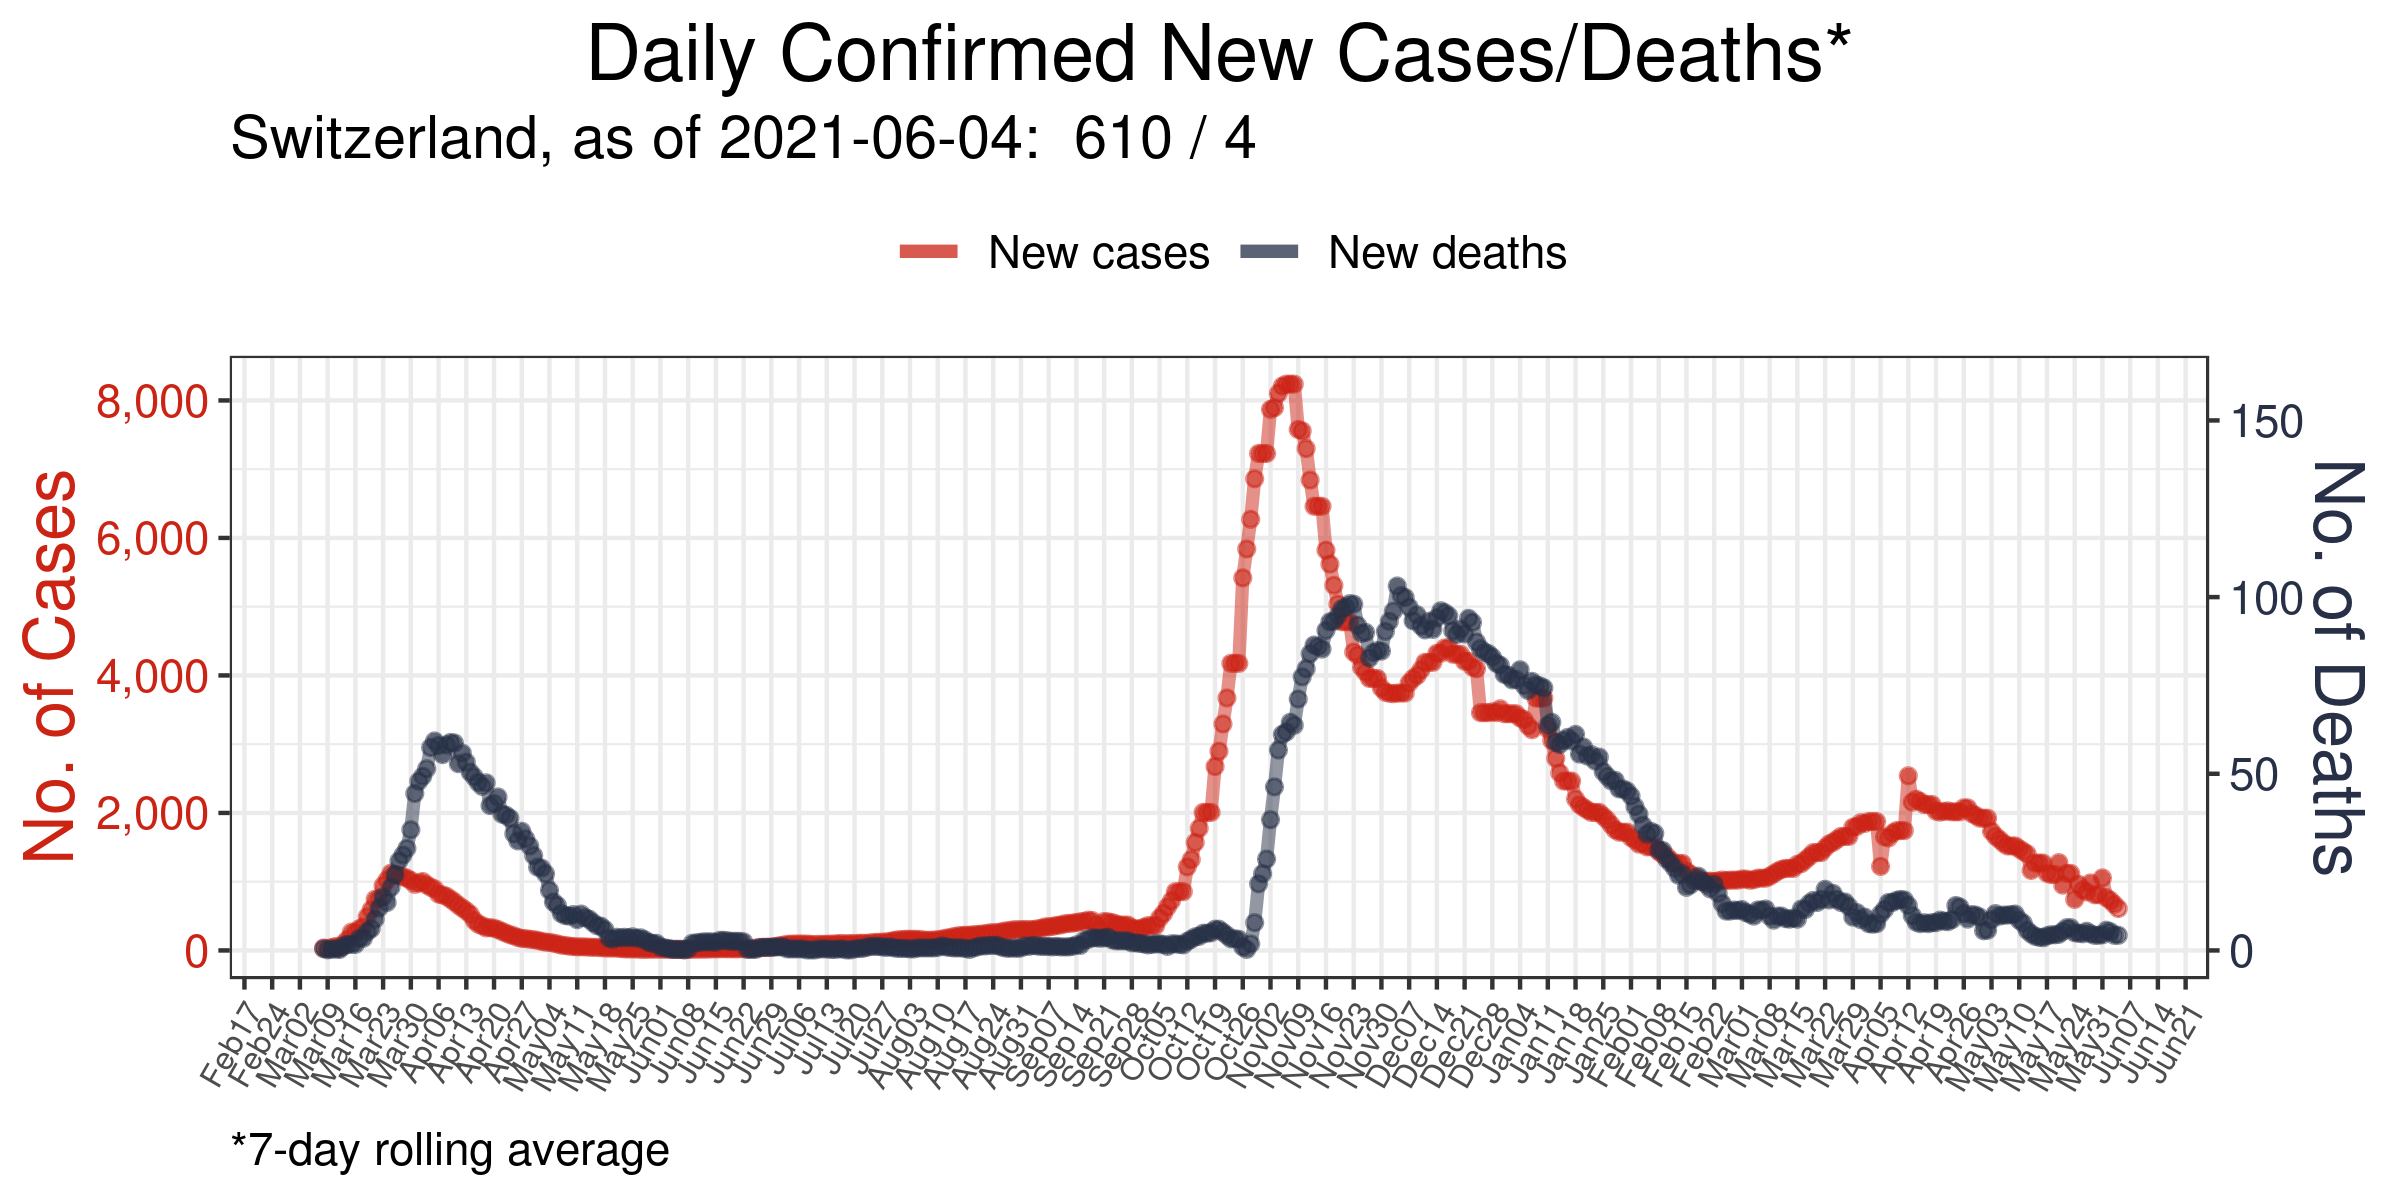 Daily Confirmed New Cases/Deaths*
Switzerland, as of 2021-06-04:  610 / 4
New cases
New deaths
No. of Cases
8,000
6,000
4,000
2,000
0
150
100
50
0
No. of Deaths
Feb17
Feb24
Mar02
Mar09
Mar16
Mar23
Mar30
Apr06
Apr13
Apr20
Apr27
May04
May11
May18
May25
Jun01
Jun08
Jun15
Jun22
Jun29
Jul06
Jul13
Jul20
Jul27
Aug03
Aug10
Aug17
Aug24
Aug31
Sep07
Sep14
Sep21
Sep28
Oct05
Oct12
Oct19
Oct26
Nov02
Nov09
Nov16
Nov23
Nov30
Dec07
Dec14
Dec21
Dec28
Jan04
Jan11
Jan18
Jan25
Feb01
Feb08
Feb15
Feb22
Mar01
Mar08
Mar15
Mar22
Mar29
Apr05
Apr12
Apr19
Apr26
May03
May10
May17
May24
May31
Jun07
Jun14
Jun21
*7-day rolling average